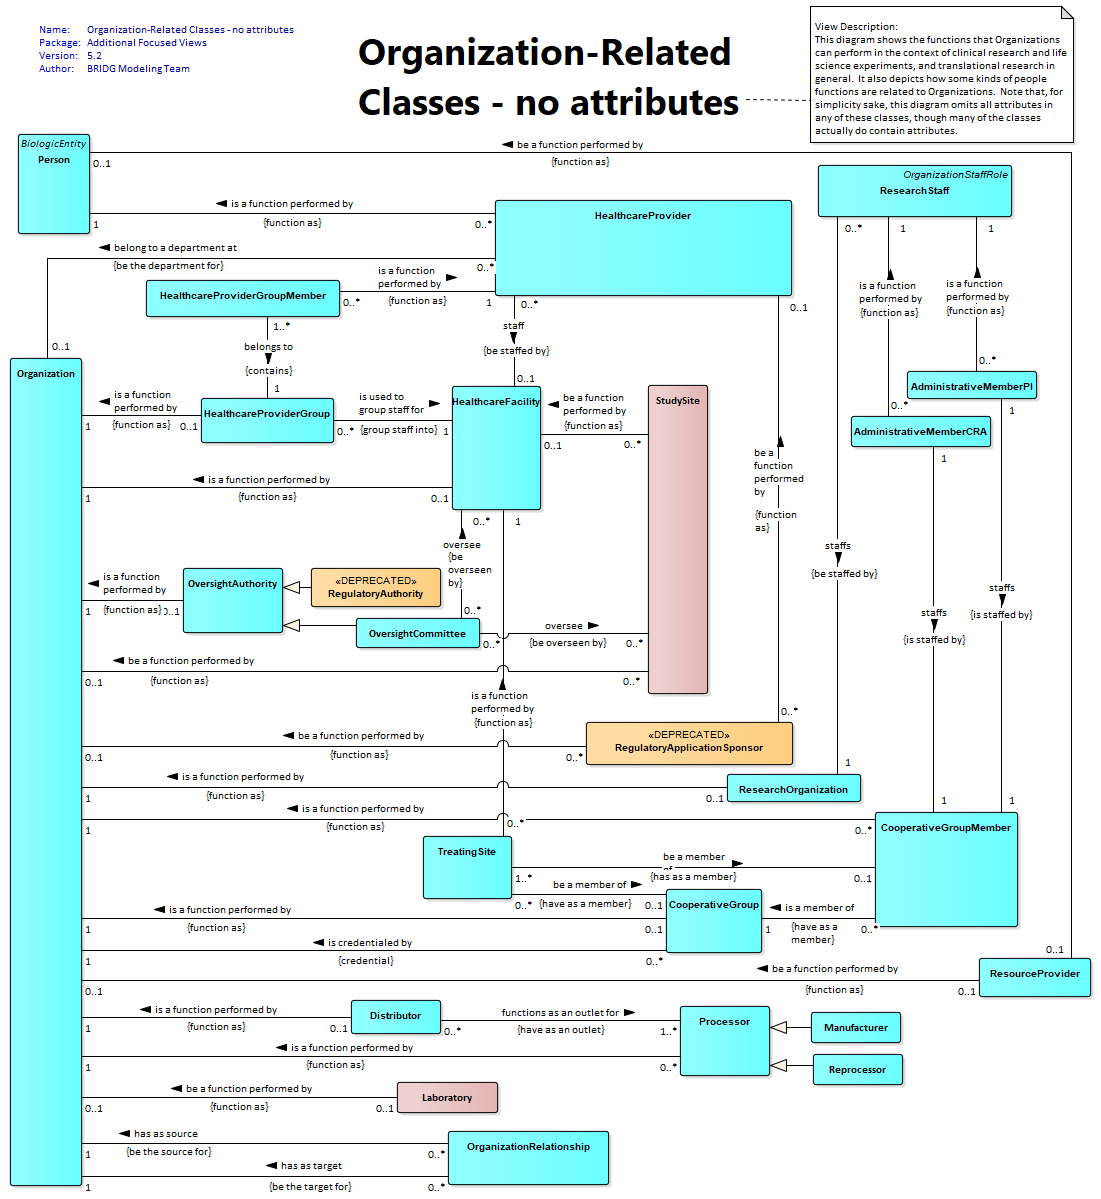 Name: Organization-Related Classes - no attributes
Package: Additional Focused Views
Version: 5.2
Author: BRIDG Modeling Team
Organization-Related
Classes - no attributes
View Description:
This diagram shows the functions that Organizations
can perform in the context of clinical research and life
science experiments, and translational research in
general. It also depicts how some kinds of people
functions are related to Organizations. Note that, for
simplicity sake, this diagram omits all attributes in
any of these classes, though many of the classes
actually do contain attributes.
BiologicEntity
Person
be a function performed by
0..1
{function as}
OrganizationStaffRole
ResearchStaff
is a function performed by
{function as}
1
0..*
HealthcareProvider
0..*
1
1
belong to a department at
{be the department for}
0..*
is a function
performed by
{function as}
0..*
1
HealthcareProviderGroupMember
0..*
0..1
is a function
performed by
{function as}
is a function
performed by
{function as}
1..*
belongs to
{contains}
1
staff
{be staffed by}
0..1
0..1
Organization
0..*
AdministrativeMemberPI
1
0..*
AdministrativeMemberCRA
1
is a function
performed by
{function as}
1
0..1
HealthcareProviderGroup
is used to
group staff for
0..*
{group staff into}
1
HealthcareFacility
be a function
performed by
{function as}
0..1
0..*
StudySite
be a
function
performed
by
{function
as}
is a function performed by
{function as}
1
0..1
0..*
1
oversee
{be
overseen
by}
0..*
staffs
{be staffed by}
is a function
performed by
{function as}
1
0..1
OversightAuthority
«DEPRECATED»
RegulatoryAuthority
OversightCommittee
oversee
{be overseen by}
0..*
0..*
staffs
{is staffed by}
staffs
{is staffed by}
be a function performed by
{function as}
0..1
0..*
is a function
performed by
{function as}
0..*
be a function performed by
{function as}
0..1
0..*
«DEPRECATED»
RegulatoryApplicationSponsor
1
is a function performed by
{function as}
1
0..1
ResearchOrganization
1
1
is a function performed by
{function as}
1
0..*
0..*
CooperativeGroupMember
TreatingSite
be a member
of
{has as a member}
1..*
0..1
be a member of
{have as a member}
0..*
0..1
CooperativeGroup
is a member of
{have as a
member}
1
0..*
is a function performed by
{function as}
1
0..1
is credentialed by
{credential}
1
0..*
0..1
ResourceProvider
be a function performed by
{function as}
0..1
0..1
is a function performed by
{function as}
1
0..1
Distributor
functions as an outlet for
{have as an outlet}
0..*
1..*
Processor
Manufacturer
is a function performed by
{function as}
1
0..*
Reprocessor
be a function performed by
{function as}
0..1
0..1
Laboratory
has as source
{be the source for}
1
0..*
OrganizationRelationship
has as target
{be the target for}
1
0..*